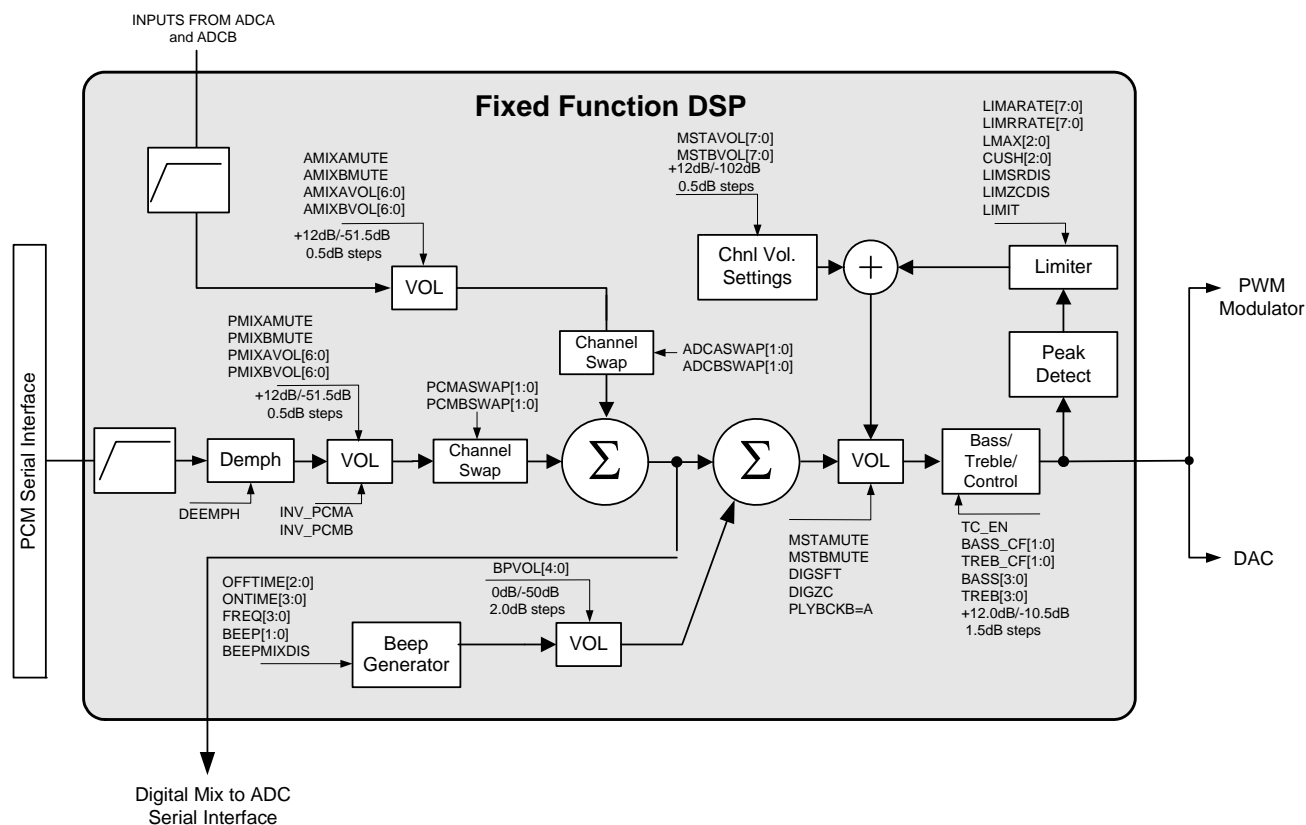 INPUTS FROM ADCA
and ADCB
Fixed Function DSP
LIMARATE[7:0]
LIMRRATE[7:0]
LMAX[2:0]
CUSH[2:0]
LIMSRDIS
LIMZCDIS
LIMIT
MSTAVOL[7:0]
MSTBVOL[7:0]
+12dB/-102dB
0.5dB steps
AMIXAMUTE
AMIXBMUTE
AMIXAVOL[6:0]
AMIXBVOL[6:0]
+12dB/-51.5dB
0.5dB steps
VOL
Chnl Vol.
Settings
+
Limiter
PWM
Modulator
PMIXAMUTE
PMIXBMUTE
PMIXAVOL[6:0]
PMIXBVOL[6:0]
+12dB/-51.5dB
0.5dB steps
Channel
Swap
ADCASWAP[1:0]
ADCBSWAP[1:0]
Peak
Detect
PCMASWAP[1:0]
PCMBSWAP[1:0]
PCM Serial Interface
Demph
VOL
Channel
Swap
Σ
Σ
VOL
Bass/
Treble/
Control
DEEMPH
INV_PCMA
INV_PCMB
MSTAMUTE
MSTBMUTE
DIGSFT
DIGZC
PLYBCKB=A
TC_EN
BASS_CF[1:0]
TREB_CF[1:0]
BASS[3:0]
TREB[3:0]
+12.0dB/-10.5dB
1.5dB steps
DAC
OFFTIME[2:0]
ONTIME[3:0]
FREQ[3:0]
BEEP[1:0]
BEEPMIXDIS
BPVOL[4:0]
0dB/-50dB
2.0dB steps
Beep
Generator
VOL
Digital Mix to ADC
Serial Interface